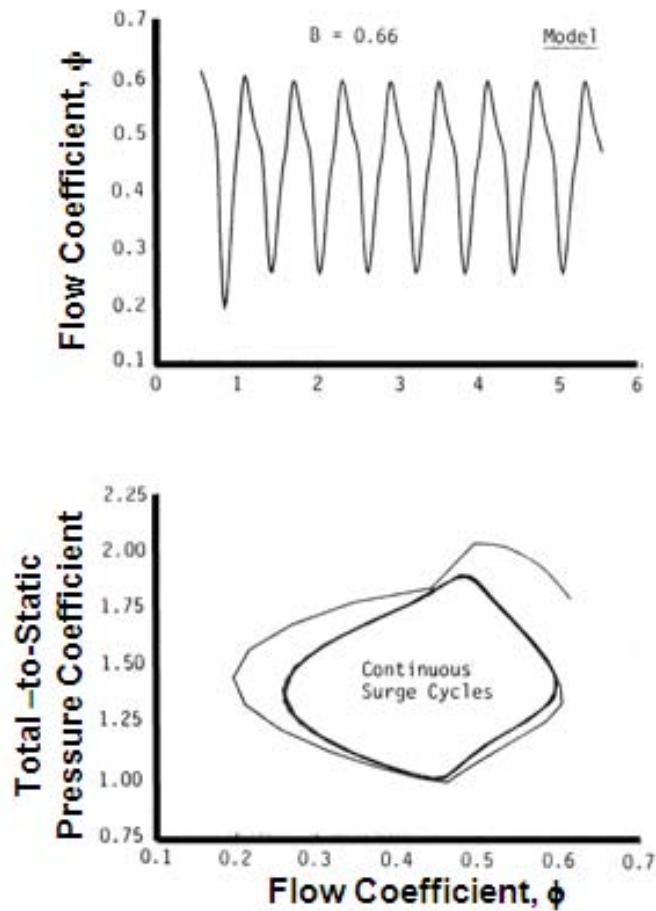 0.7
B = 0.66 Model
0.6
0.5
0.4
0.3
0.2
0.1
0 1 2 3 4 5 6
Flow Coefficient, ϕ
2.25
2.00
1.75
1.50
1.25
1.00
0.75
Continuous
Surge Cycles
0.1 0.2 0.3 0.4 0.5 0.6 0.7
Total –to-Static
Pressure Coefficient
Flow Coefficient, ϕ